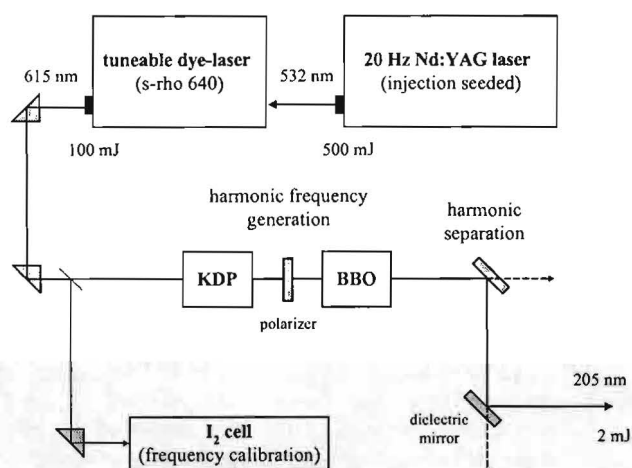 tuneable dye-laser
(s-rho 640)
20 Hz Nd:YAG laser
(injection seeded)
615 nm
532 nm
100 mJ
500 mJ
harmonic frequency
generation
harmonic
separation
KDP
BBO
polarizer
205 nm
dielectric
mirror
2 mJ
I₂ cell
(frequency calibration)